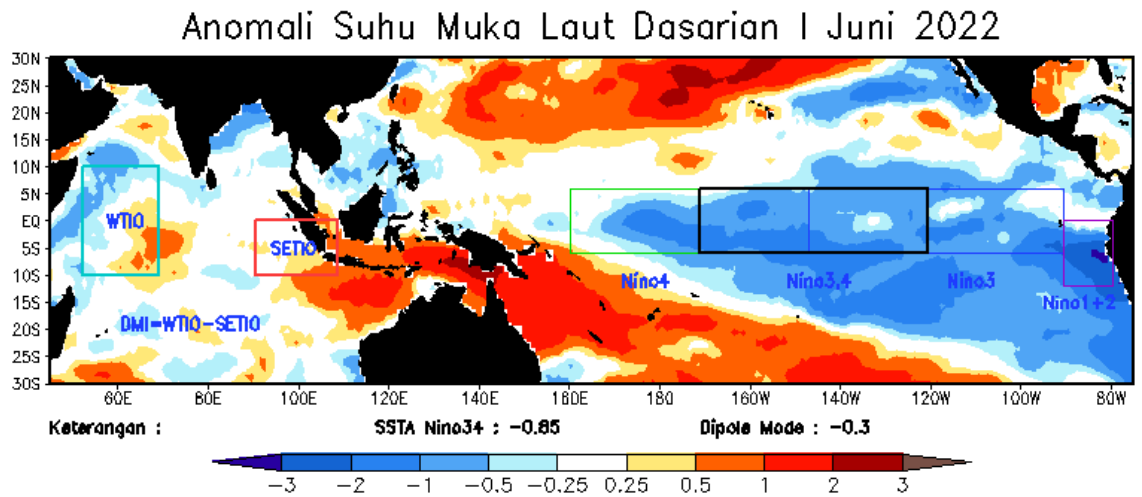 Anomali Suhu Muka Laut Dasarian I Juni 2022
30N
25N
20N
15N
10N
5N
EQ
5S
10S
15S
20S
25S
30S
WTIO
SETIO
Nino4
Nino3.4
Nino3
Nino1+2
DMI=WTIO-SETIO
60E 80E 100E 120E 140E 160E 180 160W 140W 120W 100W 80W
Keterangan : SSTA Nino34 : -0.85 Dipole Mode : -0.3
-3 -2 -1 -0.5 -0.25 0.25 0.5 1 2 3